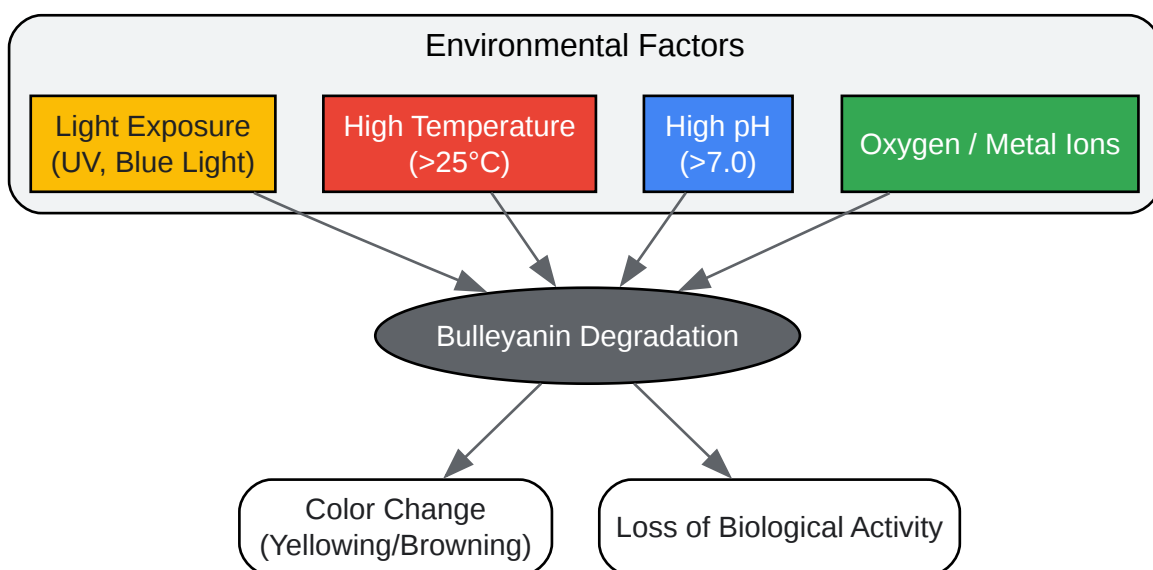 Environmental Factors
Light Exposure
(UV, Blue Light)
High Temperature
(>25°C)
High pH
(>7.0)
Oxygen / Metal Ions
Bulleyanin Degradation
Color Change
(Yellowing/Browning)
Loss of Biological Activity